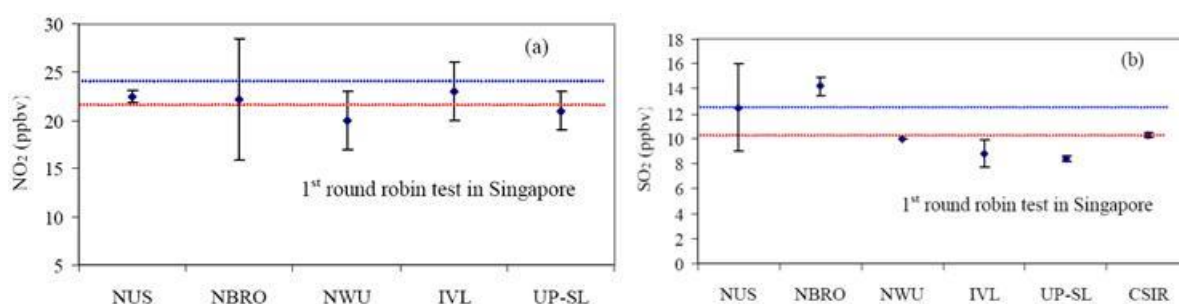 30
25
20
15
10
5
NO₂ (ppbv)
(a)
1st round robin test in Singapore
NUS NBRO NWU IVL UP-SL
18
16
14
12
10
8
6
4
2
0
SO₂ (ppbv)
(b)
1st round robin test in Singapore
NUS NBRO NWU IVL UP-SL CSIR